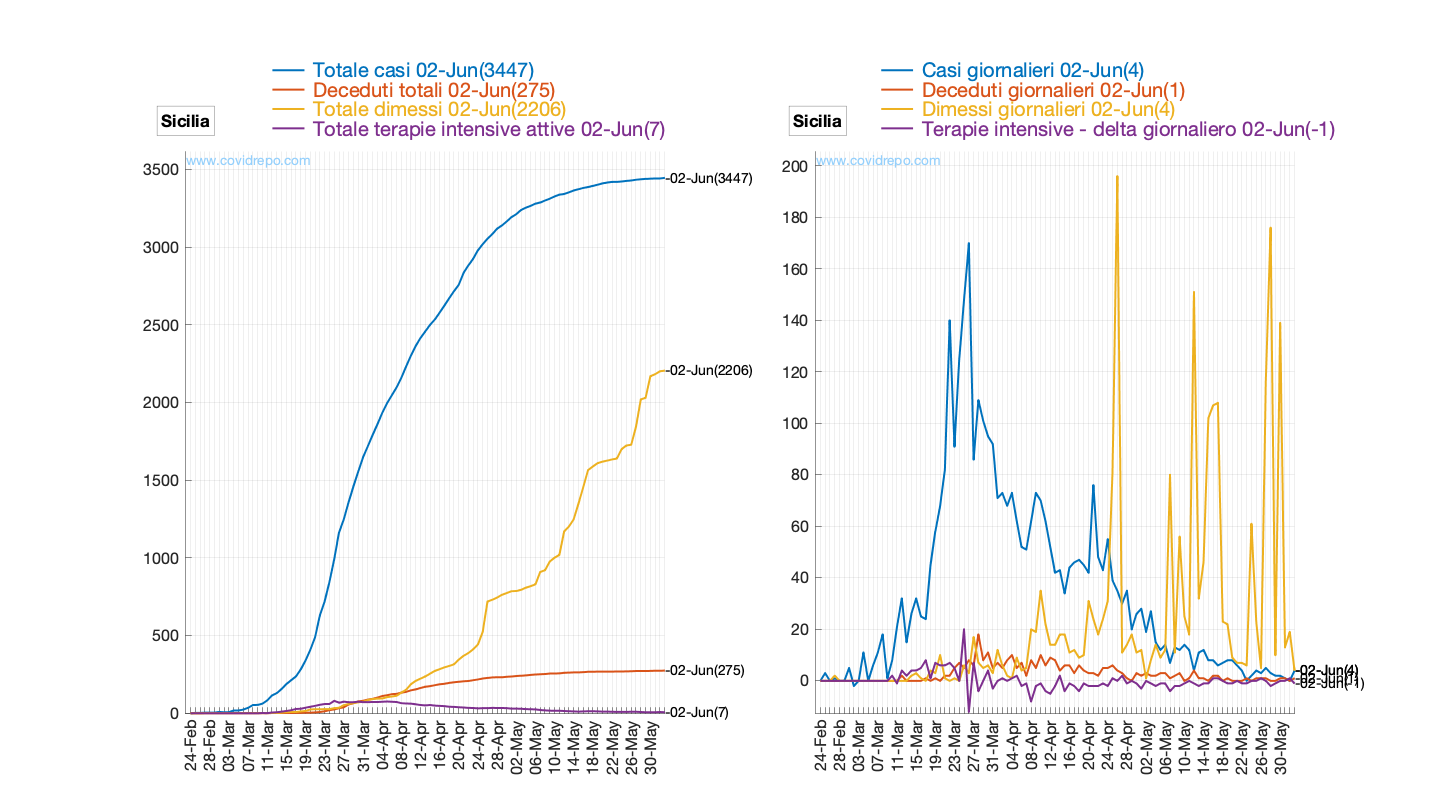 Totale casi 02-Jun(3447)
Deceduti totali 02-Jun(275)
Totale dimessi 02-Jun(2206)
Totale terapie intensive attive 02-Jun(7)
Sicilia
www.covidrepo.com
3500
3000
2500
2000
1500
1000
500
0
02-Jun(3447)
02-Jun(2206)
02-Jun(275)
02-Jun(7)
24-Feb
28-Feb
03-Mar
07-Mar
11-Mar
15-Mar
19-Mar
23-Mar
27-Mar
31-Mar
04-Apr
08-Apr
12-Apr
16-Apr
20-Apr
24-Apr
28-Apr
02-May
06-May
10-May
14-May
18-May
22-May
26-May
30-May
Casi giornalieri 02-Jun(4)
Deceduti giornalieri 02-Jun(1)
Dimessi giornalieri 02-Jun(4)
Terapie intensive - delta giornaliero 02-Jun(-1)
Sicilia
www.covidrepo.com
200
180
160
140
120
100
80
60
40
20
0
02-Jun(4)
02-Jun(-1)
24-Feb
28-Feb
03-Mar
07-Mar
11-Mar
15-Mar
19-Mar
23-Mar
27-Mar
31-Mar
04-Apr
08-Apr
12-Apr
16-Apr
20-Apr
24-Apr
28-Apr
02-May
06-May
10-May
14-May
18-May
22-May
26-May
30-May